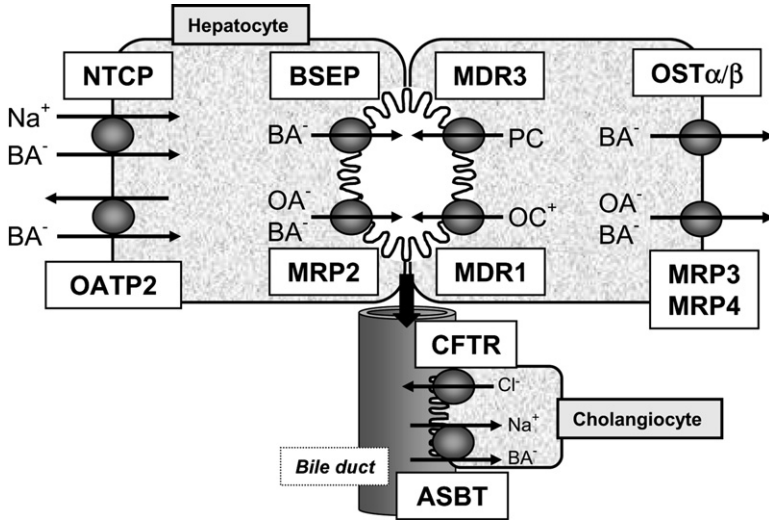 Hepatocyte
NTCP
BSEP
MDR3
OSTα/β
Na⁺
BA⁻
BA⁻
PC
BA⁻
BA⁻
OA⁻
BA⁻
OC⁺
OA⁻
BA⁻
OATP2
MRP2
MDR1
MRP3
MRP4
CFTR
Cl⁻
Na⁺
Cholangiocyte
BA⁻
Bile duct
ASBT